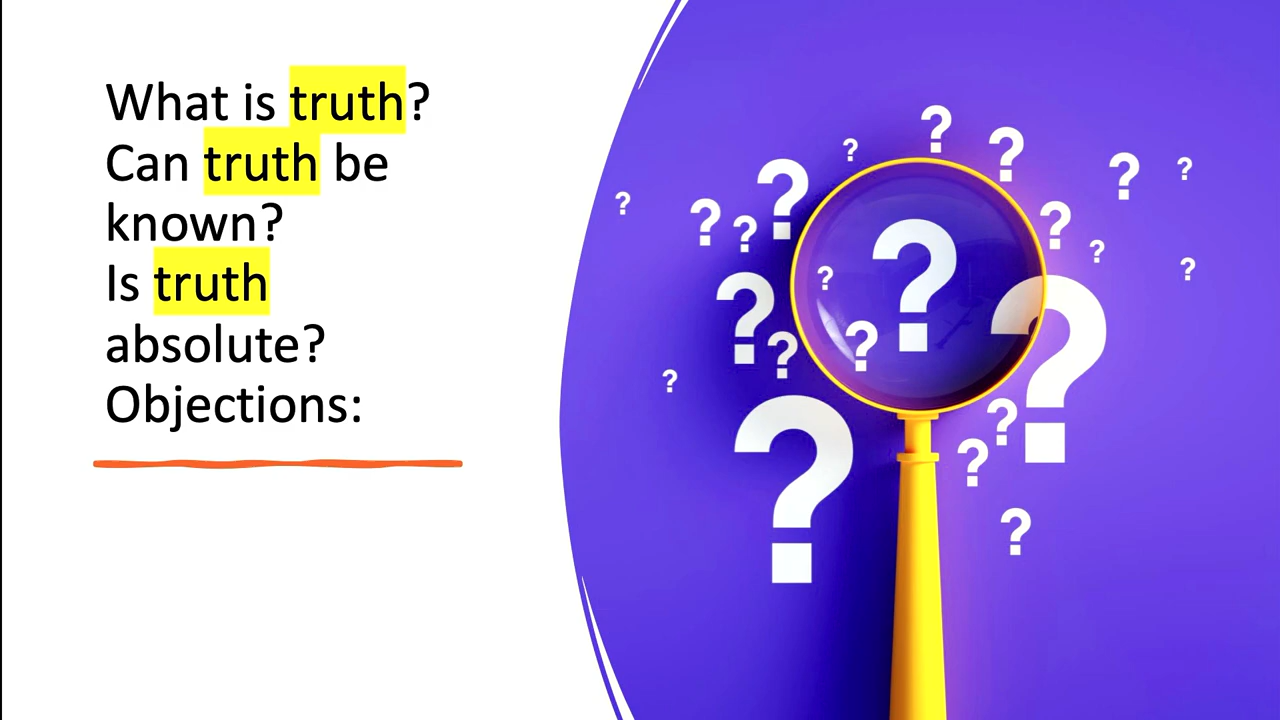 What is truth?
Can truth be
known?
Is truth
absolute?
Objections: